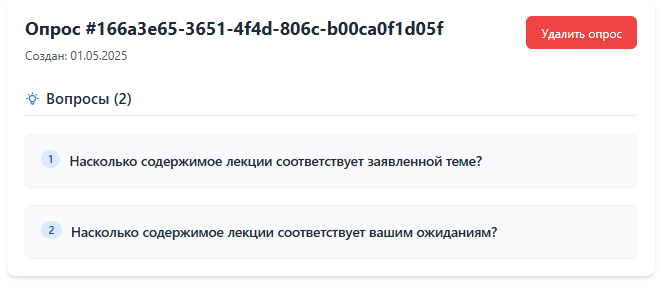 Опрос #166a3e65-3651-4f4d-806c-b00ca0f1d05f
Удалить опрос
Создан: 01.05.2025
Вопросы (2)
1 Насколько содержимое лекции соответствует заявленной теме?
2 Насколько содержимое лекции соответствует вашим ожиданиям?